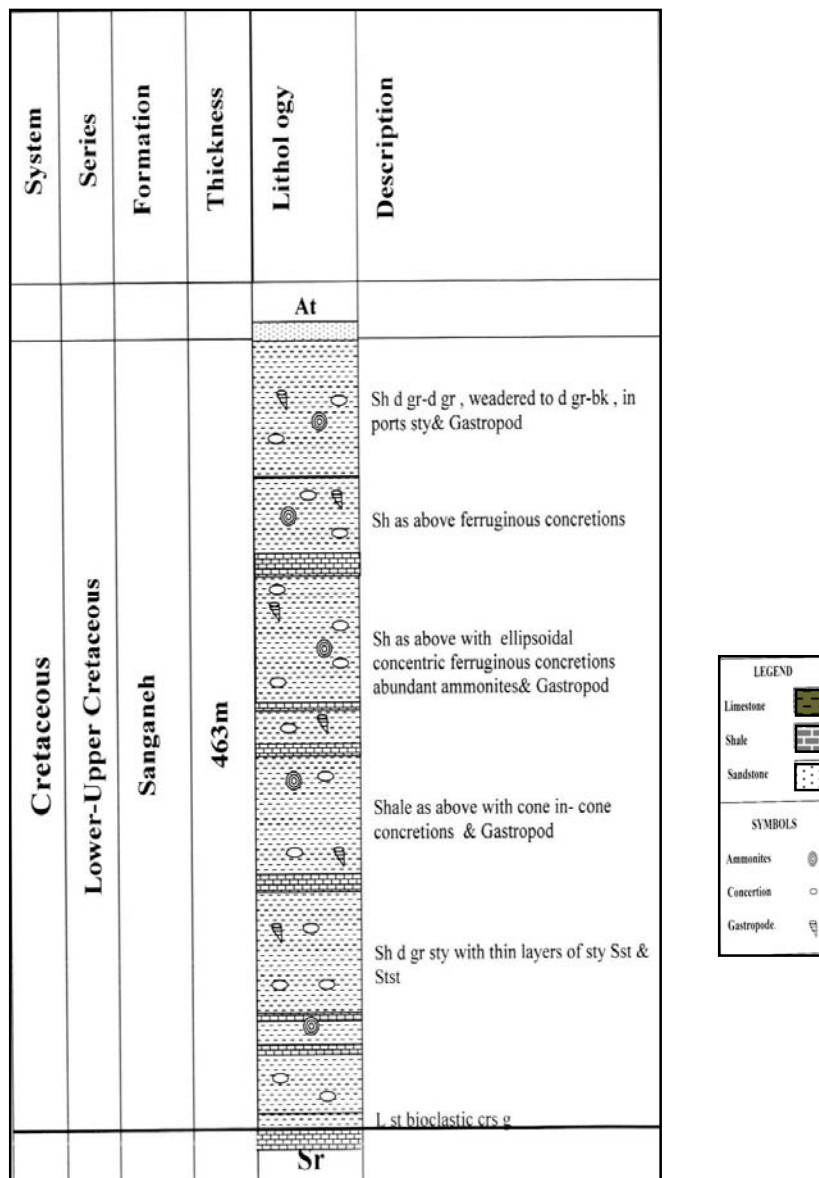 System
Series
Formation
Thickness
Lithol ogy
Description
At
Cretaceous
Lower-Upper Cretaceous
Sanganeh
463m
Sh d gr-d gr , weadered to d gr-bk , in
ports sty& Gastropod
Sh as above ferruginous concretions
Sh as above with ellipsoidal
concentric ferruginous concretions
abundant ammonites& Gastropod
Shale as above with cone in- cone
concretions & Gastropod
Sh d gr sty with thin layers of sty Sst &
Stst
L st bioclastic crs g
Sr
LEGEND
Limestone
Shale
Sandstone
SYMBOLS
Ammonites
Concertion
Gastropode.